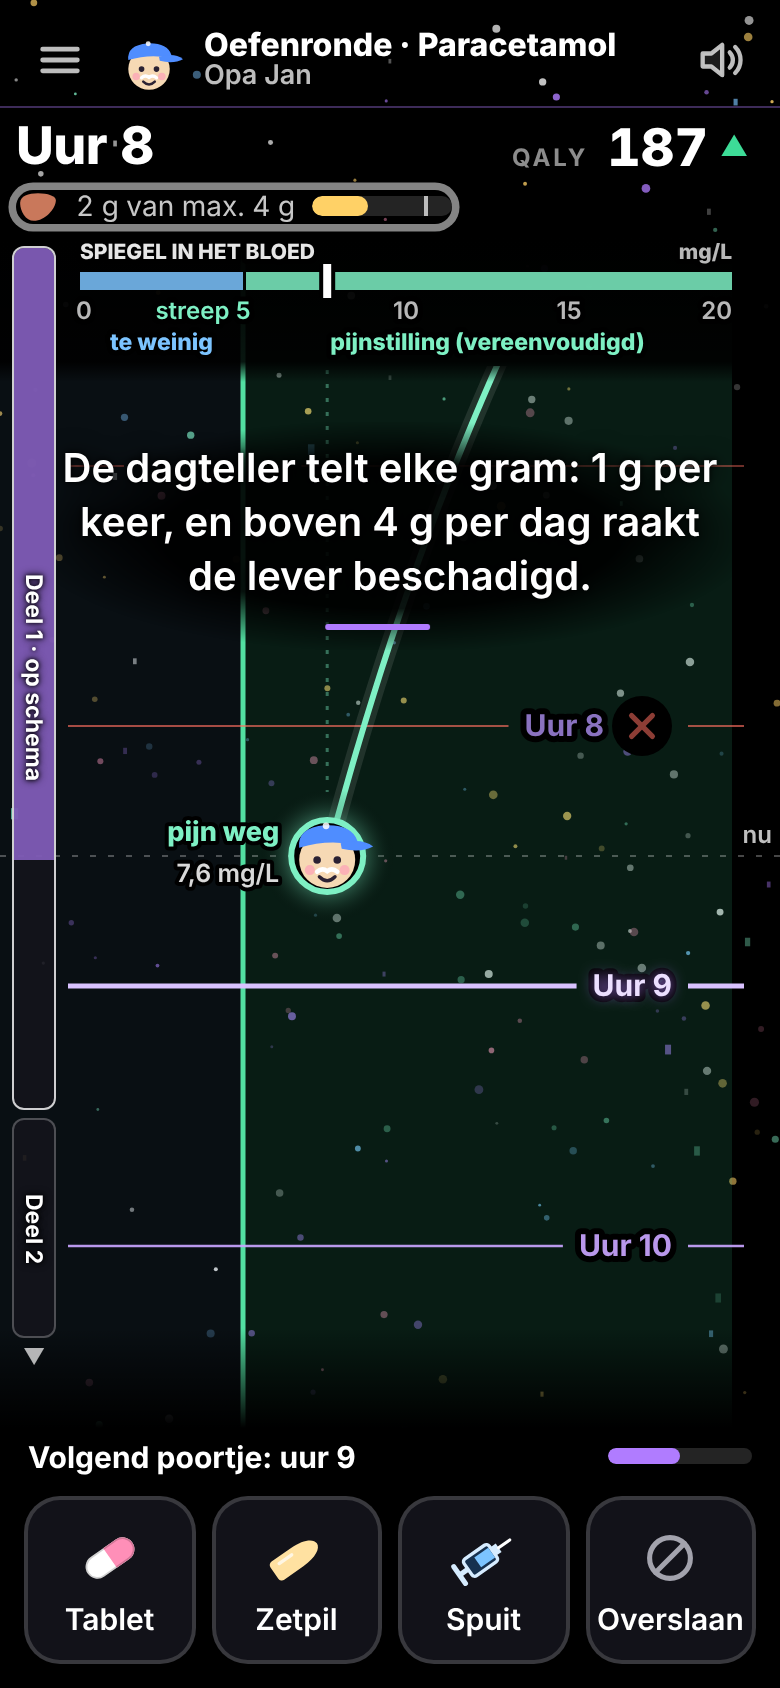 Oefenronde · Paracetamol
Opa Jan
Uur 8
QALY 187
2 g van max. 4 g
SPIEGEL IN HET BLOED mg/L
0 streep 5 10 15 20
te weinig pijnstilling (vereenvoudigd)
De dagteller telt elke gram: 1 g per
keer, en boven 4 g per dag raakt
de lever beschadigd.
Deel 1 · op schema
Uur 8
pijn weg
nu
7,6 mg/L
Uur 9
Deel 2
Uur 10
Volgend poortje: uur 9
Tablet Zetpil Spuit Overslaan